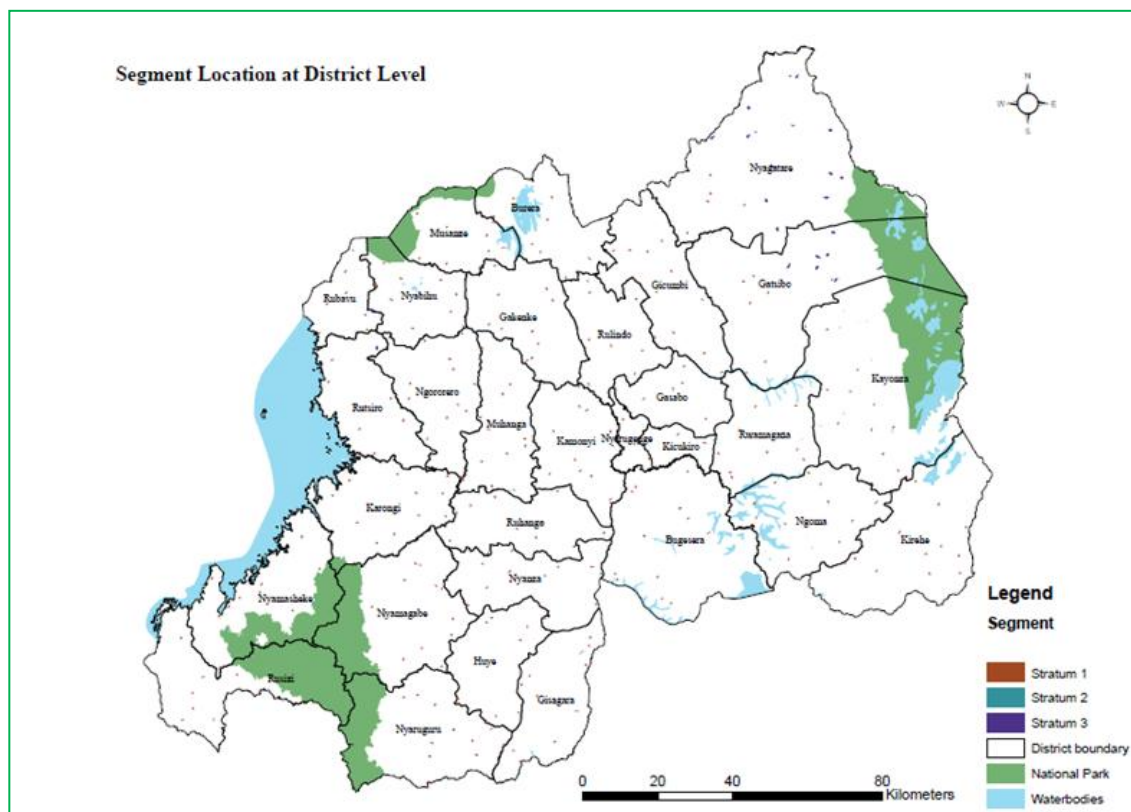 Segment Location at District Level
N
W
E
S
Nyagatare
Burera
Musanze
Gatsibo
Gicumbi
Rubavu
Nyabihu
Gakenke
Rulindo
Kayonza
Ngororero
Gasabo
Rutsiro
Muhanga
Kamonyi
Nyarugenge
Kicukiro
Rwamagana
Karongi
Ruhango
Ngoma
Bugesera
Kirehe
Nyanza
Nyamasheke
Nyamagabe
Huye
Rusizi
Gisagara
Nyaruguru
Legend
Segment
Stratum 1
Stratum 2
Stratum 3
District boundary
National Park
Waterbodies
0 20 40 80
Kilometers